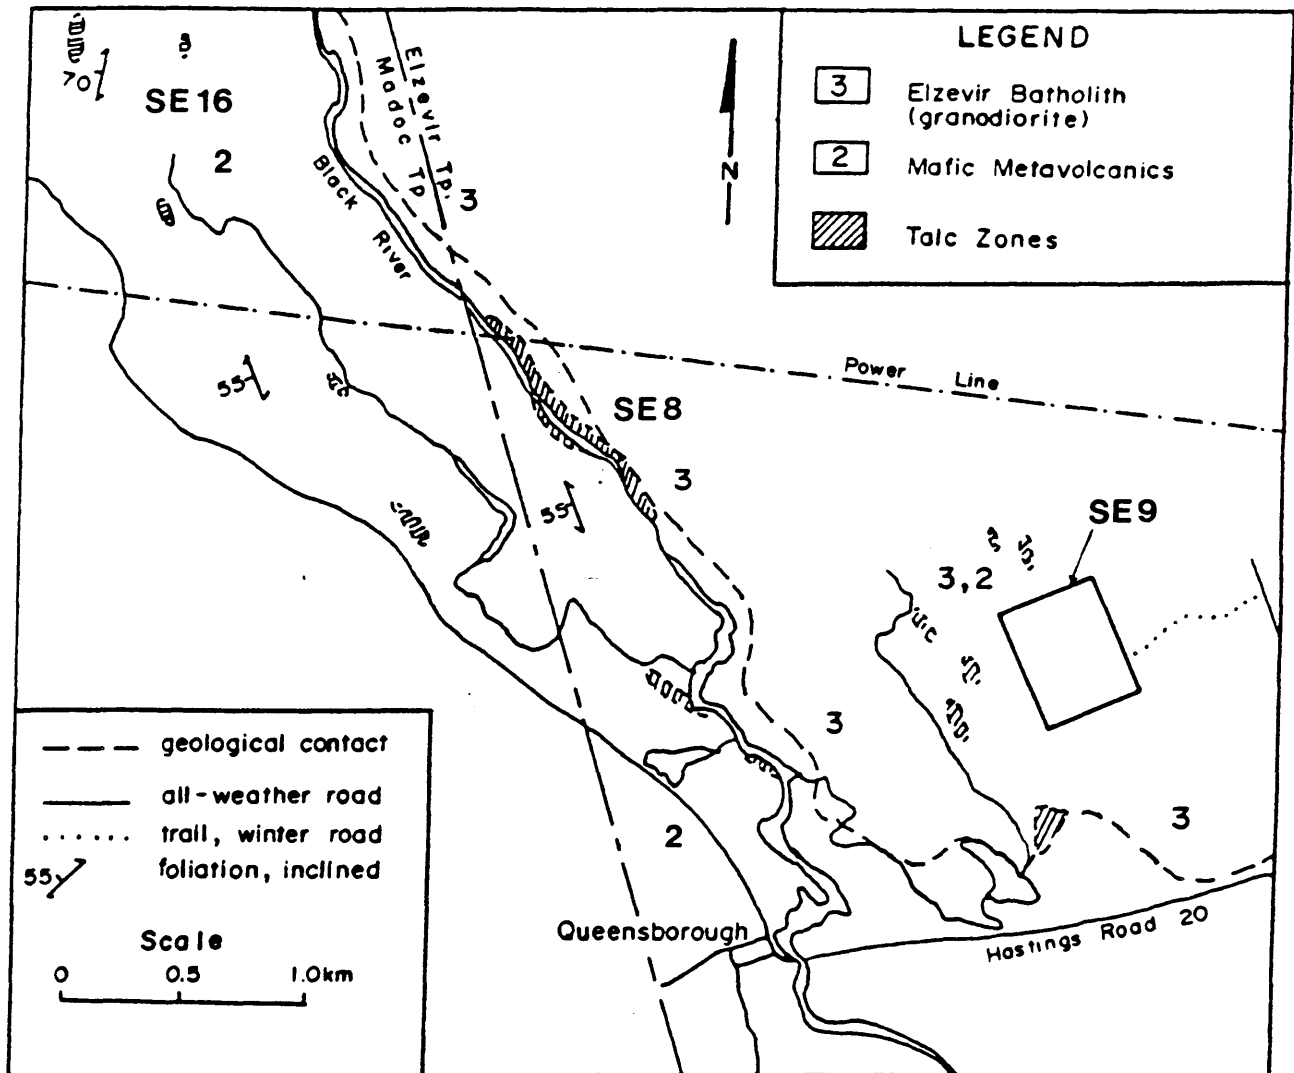 LEGEND
3
Elzevir Batholith
(granodiorite)
2
Mafic Metavolcanics
Talc Zones
70
SE16
2
Elzevir Tp.
Madoc Tp
3
N
Black
River
Power Line
55
SE8
3
55
SE9
3,2
3
3
2
Queensborough
Hastings Road 20
geological contact
all-weather road
trail, winter road
55
foliation, inclined
Scale
0 0.5 1.0km